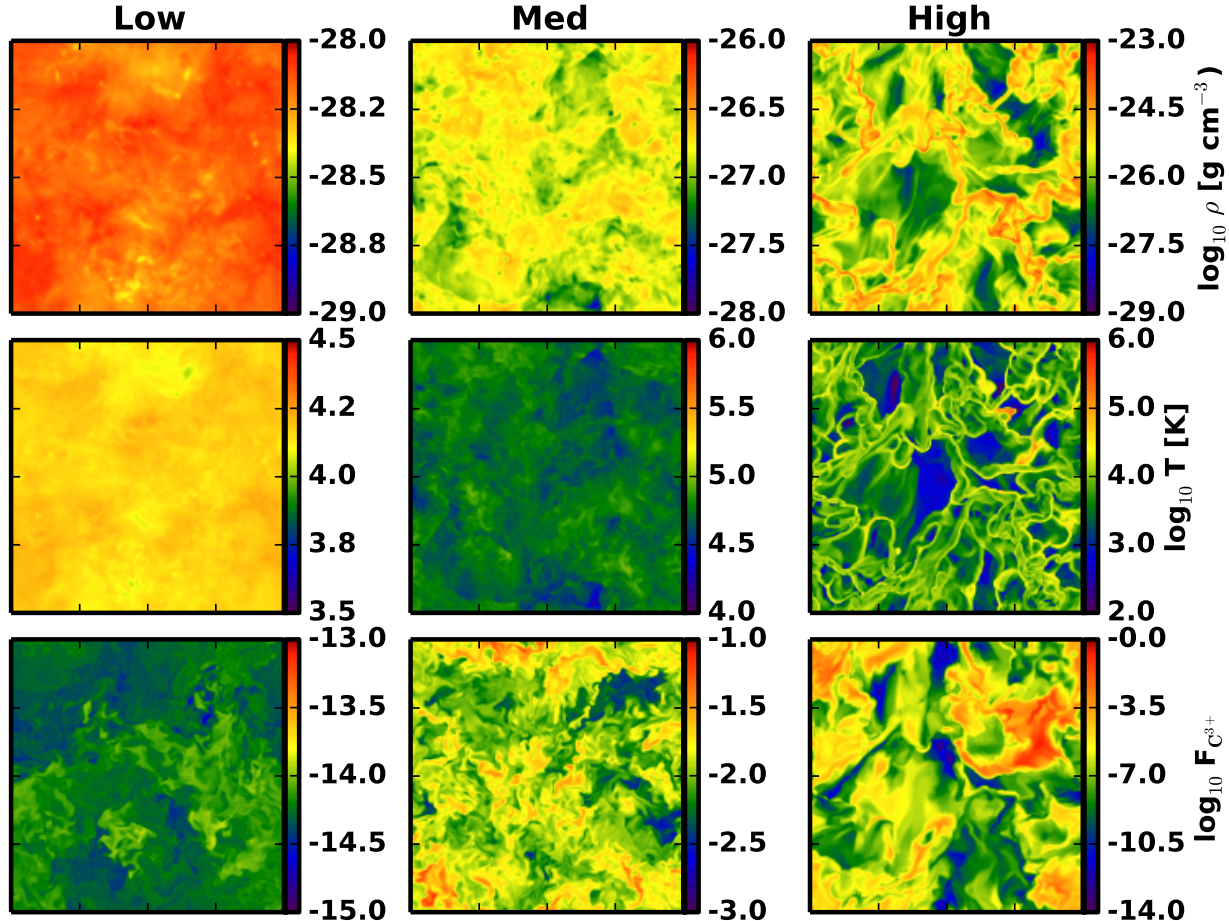 Low Med High
-28.0 -26.0 -23.0
-28.2 -26.5 -24.5
-28.5 -27.0 -26.0
-28.8 -27.5 -27.5
-29.0 -28.0 -29.0
log₁₀ ρ [g cm⁻³)
4.5 6.0 6.0
4.2 5.5 5.0
4.0 5.0 4.0
3.8 4.5 3.0
3.5 4.0 2.0
log₁₀ T [K]
-13.0 -1.0 -0.0
-13.5 -1.5 -3.5
-14.0 -2.0 -7.0
-14.5 -2.5 -10.5
-15.0 -3.0 -14.0
log₁₀ F_C³⁺